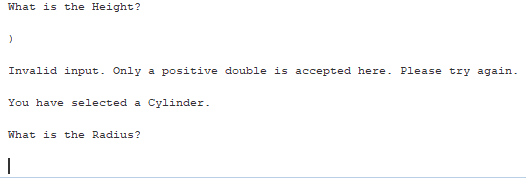 What is the Height?
)
Invalid input. Only a positive double is accepted here. Please try again.
You have selected a Cylinder.
What is the Radius?